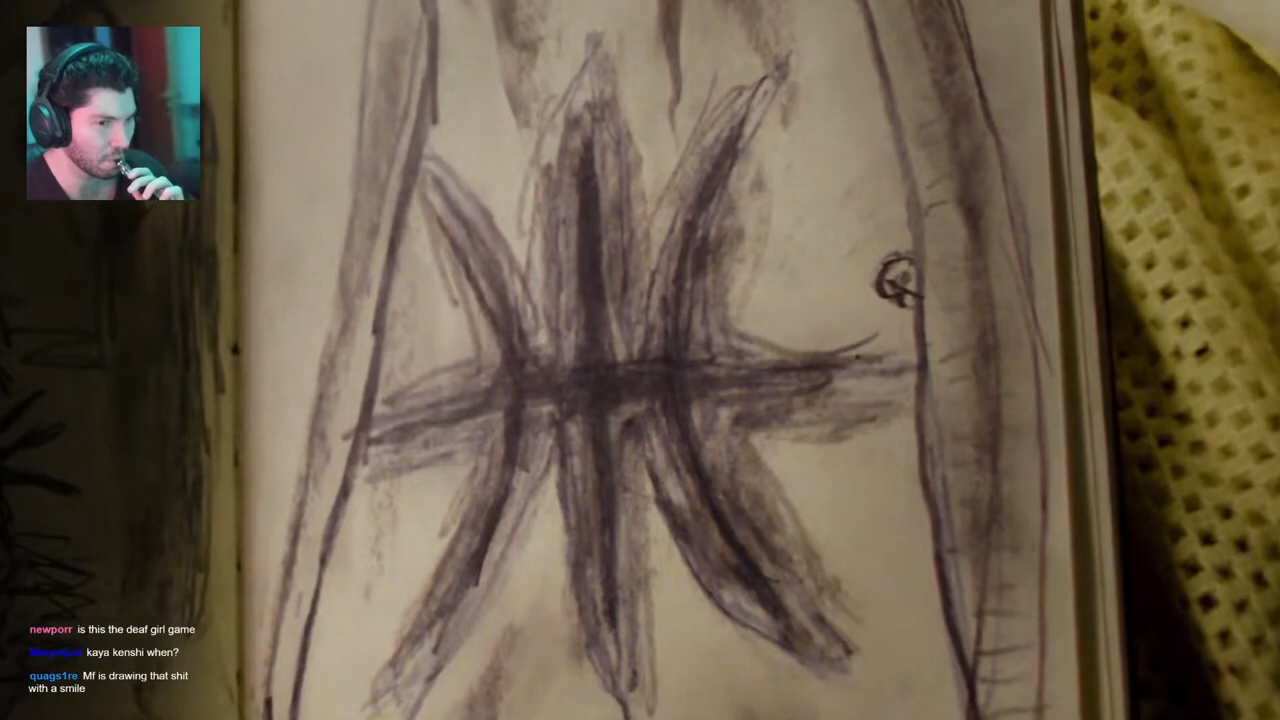 newporr is this the deaf girl game
kaya kenshi when?
quags1re Mf is drawing that shit
with a smile